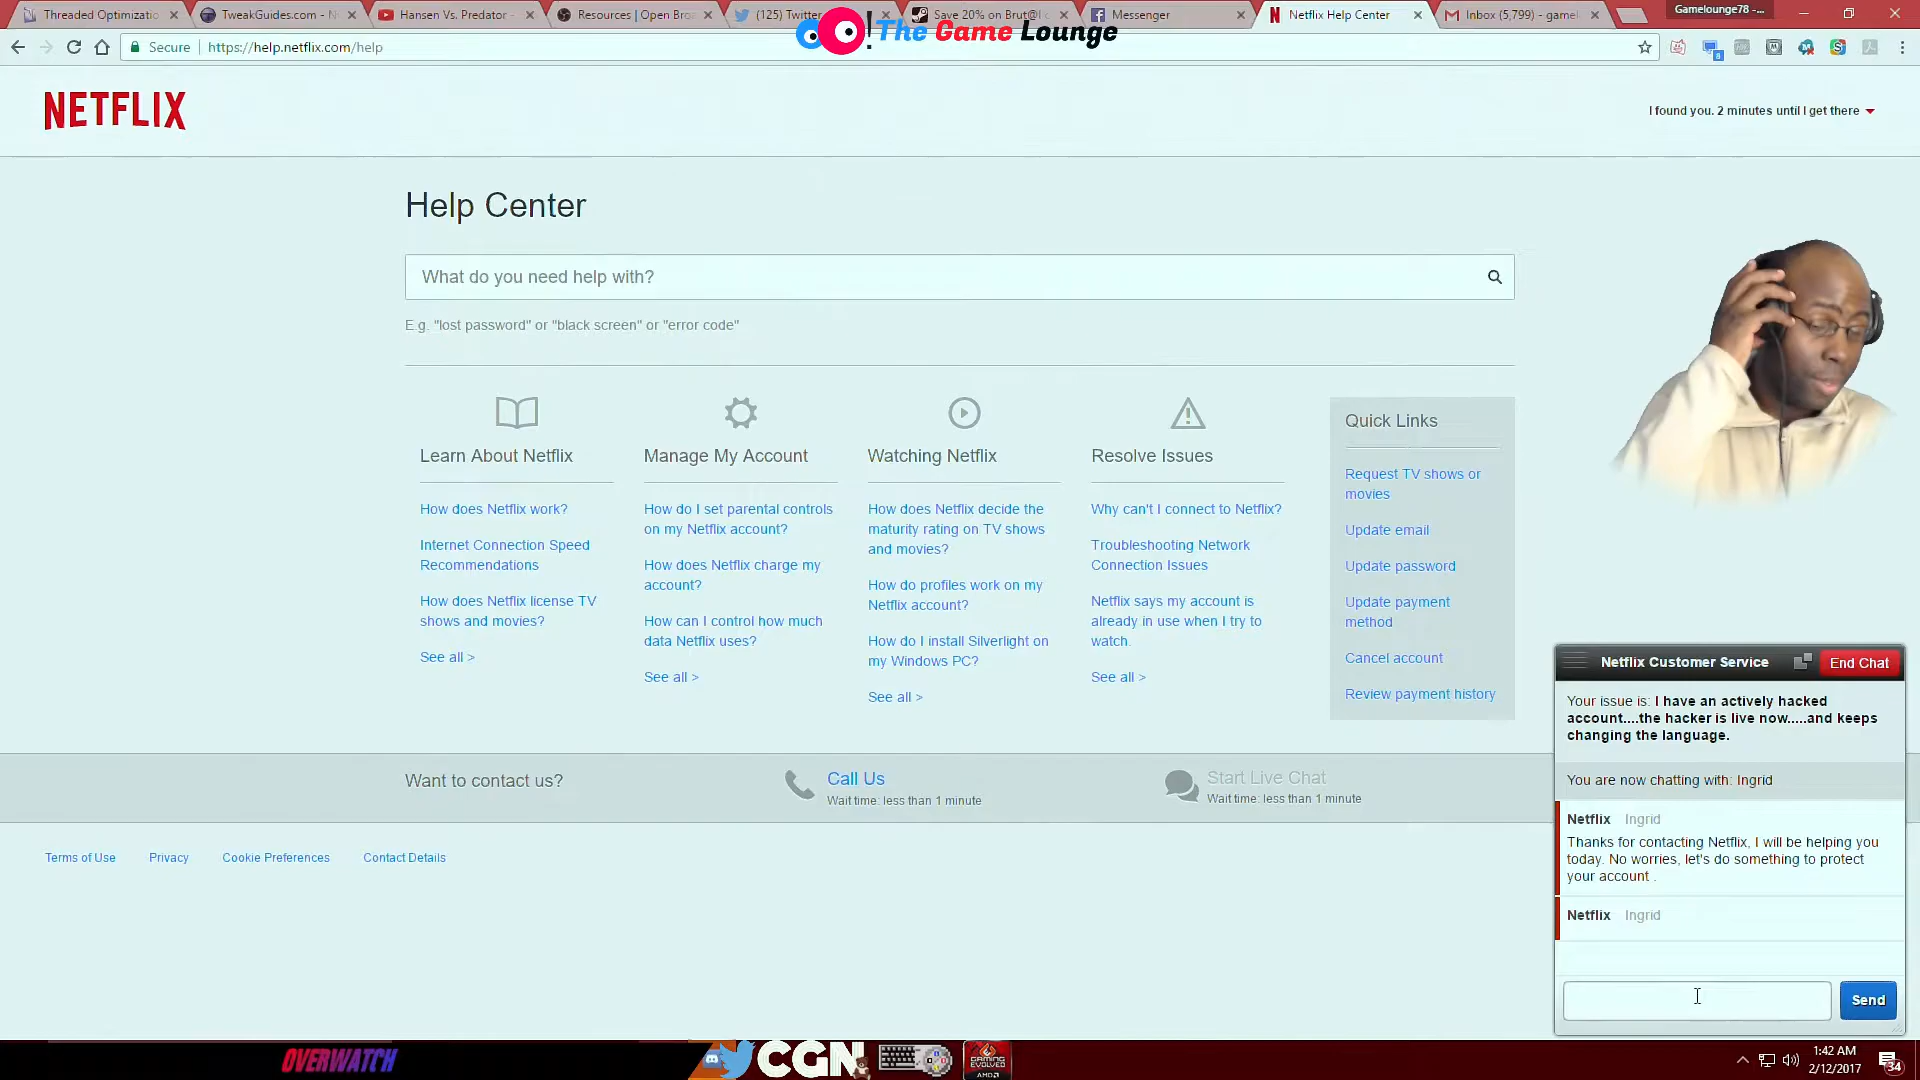 Threaded Optimizatio
TweakGuides.com - N
Hansen Vs. Predator -
Resources | Open Bro
(125) Twitter
Save 20% on Brut@l o
Messenger
Netflix Help Center
Inbox (5,799) - gamel
Gamelounge78 -...
Secure
https://help.netflix.com/help
! The Game Lounge
NETFLIX
I found you. 2 minutes until I get there
Help Center
What do you need help with?
E.g. "lost password" or "black screen" or "error code"
Learn About Netflix
How does Netflix work?
Internet Connection Speed
Recommendations
How does Netflix license TV
shows and movies?
See all >
Manage My Account
How do I set parental controls
on my Netflix account?
How does Netflix charge my
account?
How can I control how much
data Netflix uses?
See all >
Watching Netflix
How does Netflix decide the
maturity rating on TV shows
and movies?
How do profiles work on my
Netflix account?
How do I install Silverlight on
my Windows PC?
See all >
Resolve Issues
Why can't I connect to Netflix?
Troubleshooting Network
Connection Issues
Netflix says my account is
already in use when I try to
watch.
See all >
Quick Links
Request TV shows or
movies
Update email
Update password
Update payment
method
Cancel account
Review payment history
Want to contact us?
Call Us
Wait time: less than 1 minute
Start Live Chat
Wait time: less than 1 minute
Terms of Use
Privacy
Cookie Preferences
Contact Details
Netflix Customer Service
End Chat
Your issue is: I have an actively hacked
account....the hacker is live now.....and keeps
changing the language.
You are now chatting with: Ingrid
Netflix Ingrid
Thanks for contacting Netflix, I will be helping you
today. No worries, let's do something to protect
your account .
Netflix Ingrid
Send
OVERWATCH
CGN
GAMING
EVOLVED
AMD
1:42 AM
2/12/2017
34